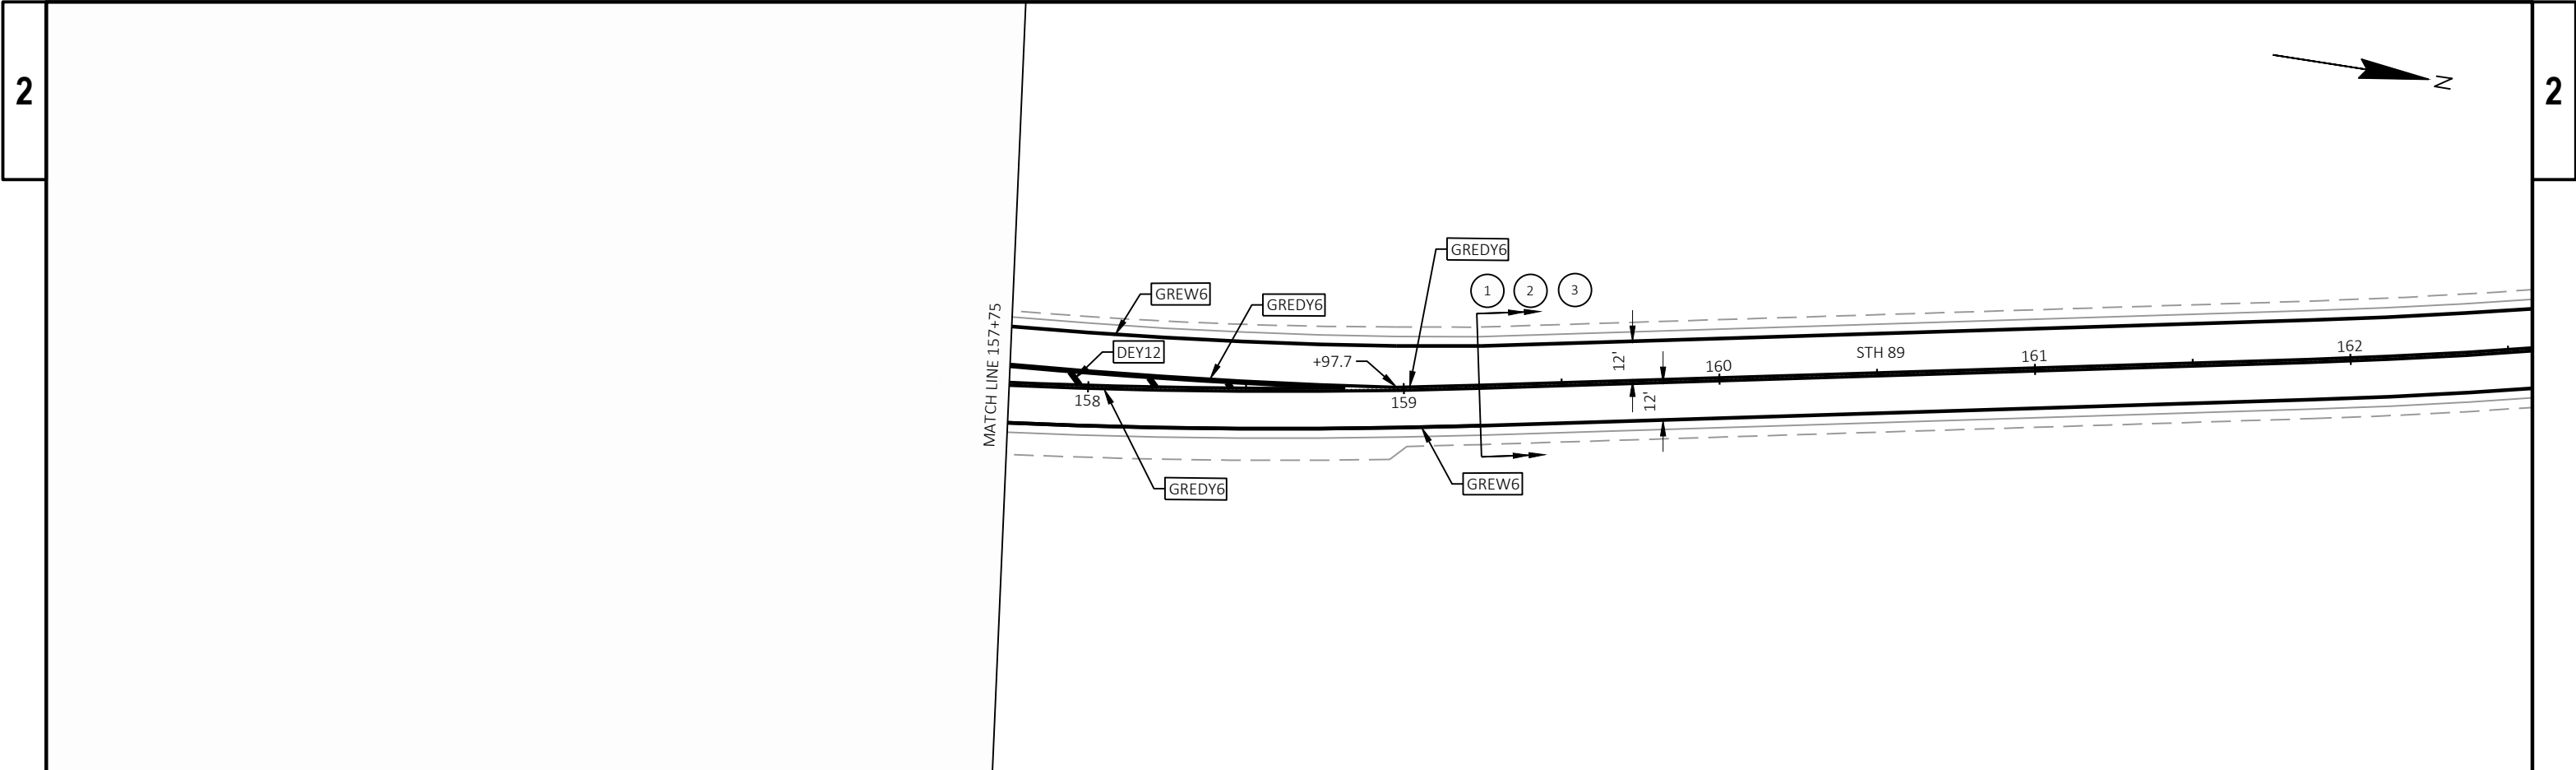 2
2
N
GREDY6
GREW6
GREDY6
1 2 3
MATCH LINE 157+75
DEY12
+97.7
12'
STH 89
160
161
162
158
159
12'
GREDY6
GREW6